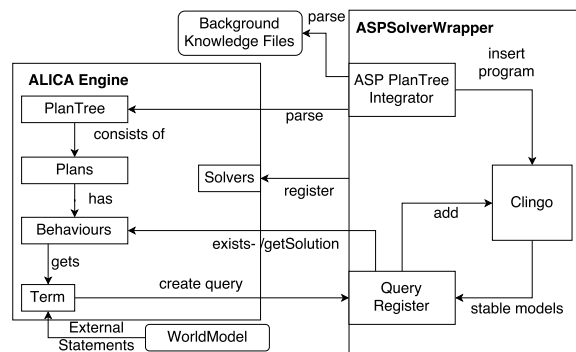 Background
Knowledge Files
parse
ASPSolverWrapper
insert
program
ALICA Engine
ASP PlanTree
Integrator
PlanTree
parse
consists of
Plans
Solvers
register
Clingo
has
add
Behaviours
exists- /getSolution
gets
create query
Term
Query
Register
stable models
External
Statements
WorldModel